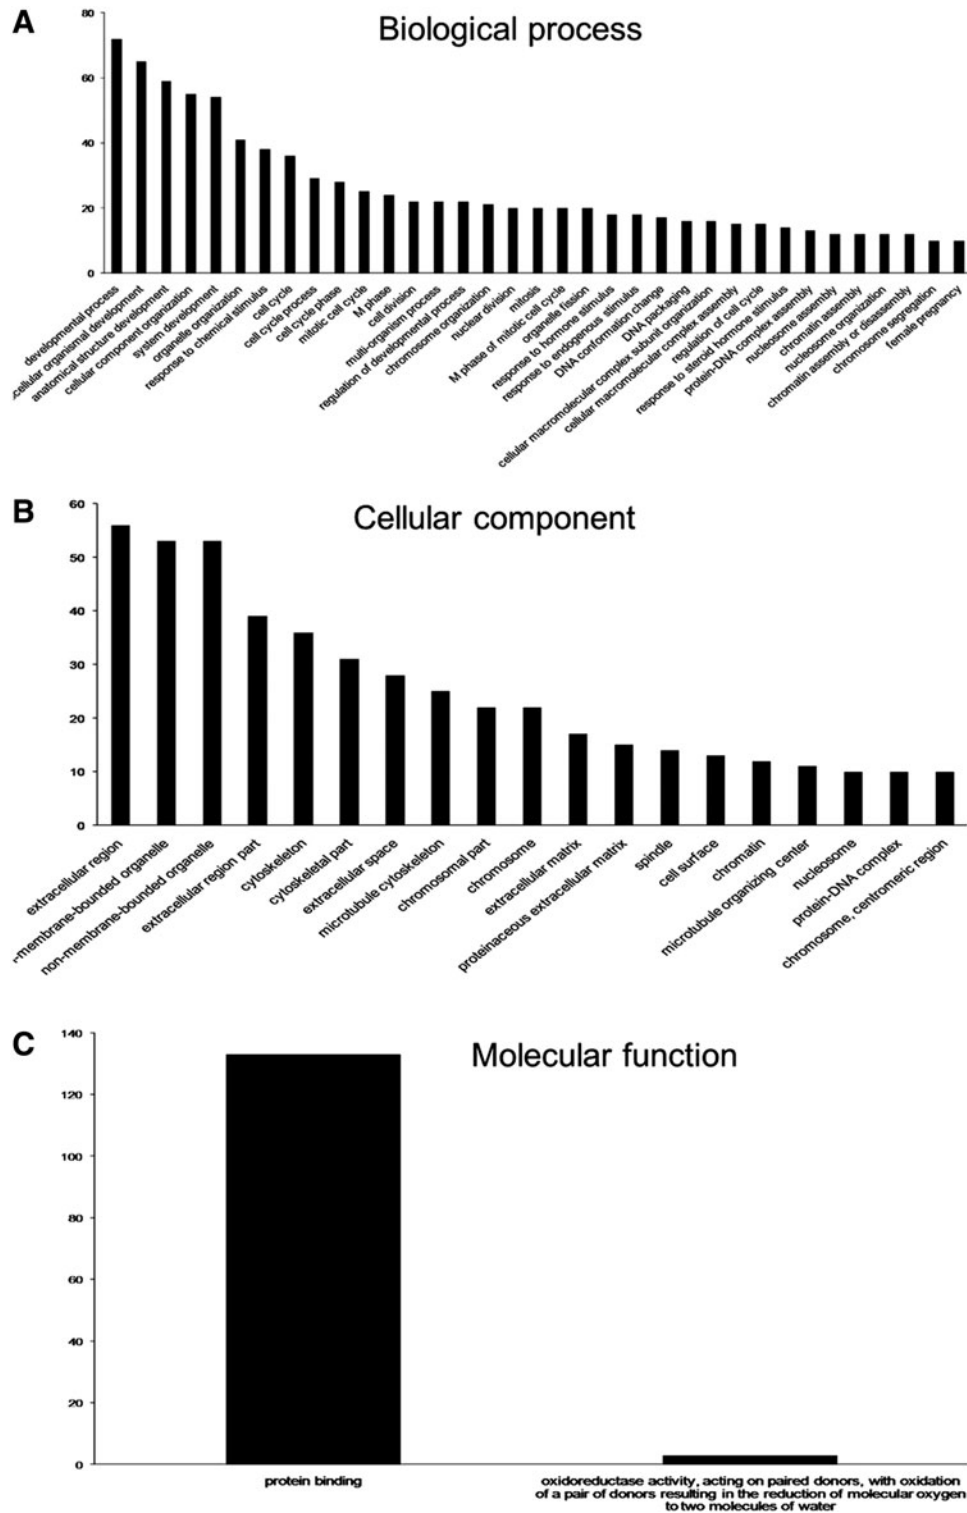 A
Biological process
80
60
40
20
0
developmental process
cellular organismal development
anatomical structure development
cellular component organization
system development
organelle organization
response to chemical stimulus
cell cycle
cell cycle process
cell cycle phase
mitotic cell cycle
M phase
cell division
multi-organism process
regulation of developmental process
chromosome organization
nuclear division
mitosis
M phase of mitotic cell cycle
organelle fission
response to hormone stimulus
response to endogenous stimulus
DNA conformation change
DNA packaging
cellular macromolecular complex subunit organization
cellular macromolecular complex assembly
regulation of cell cycle
response to steroid hormone stimulus
protein-DNA complex assembly
nucleosome assembly
chromatin assembly
nucleosome organization
chromatin assembly or disassembly
chromosome segregation
female pregnancy
B
Cellular component
60
50
40
30
20
10
0
extracellular region
-membrane-bounded organelle
non-membrane-bounded organelle
extracellular region part
cytoskeleton
cytoskeletal part
extracellular space
microtubule cytoskeleton
chromosomal part
chromosome
extracellular matrix
proteinaceous extracellular matrix
spindle
cell surface
chromatin
microtubule organizing center
nucleosome
protein-DNA complex
chromosome, centromeric region
C
Molecular function
140
120
100
80
60
40
20
0
protein binding
oxidoreductase activity, acting on paired donors, with oxidation
of a pair of donors resulting in the reduction of molecular oxygen
to two molecules of water